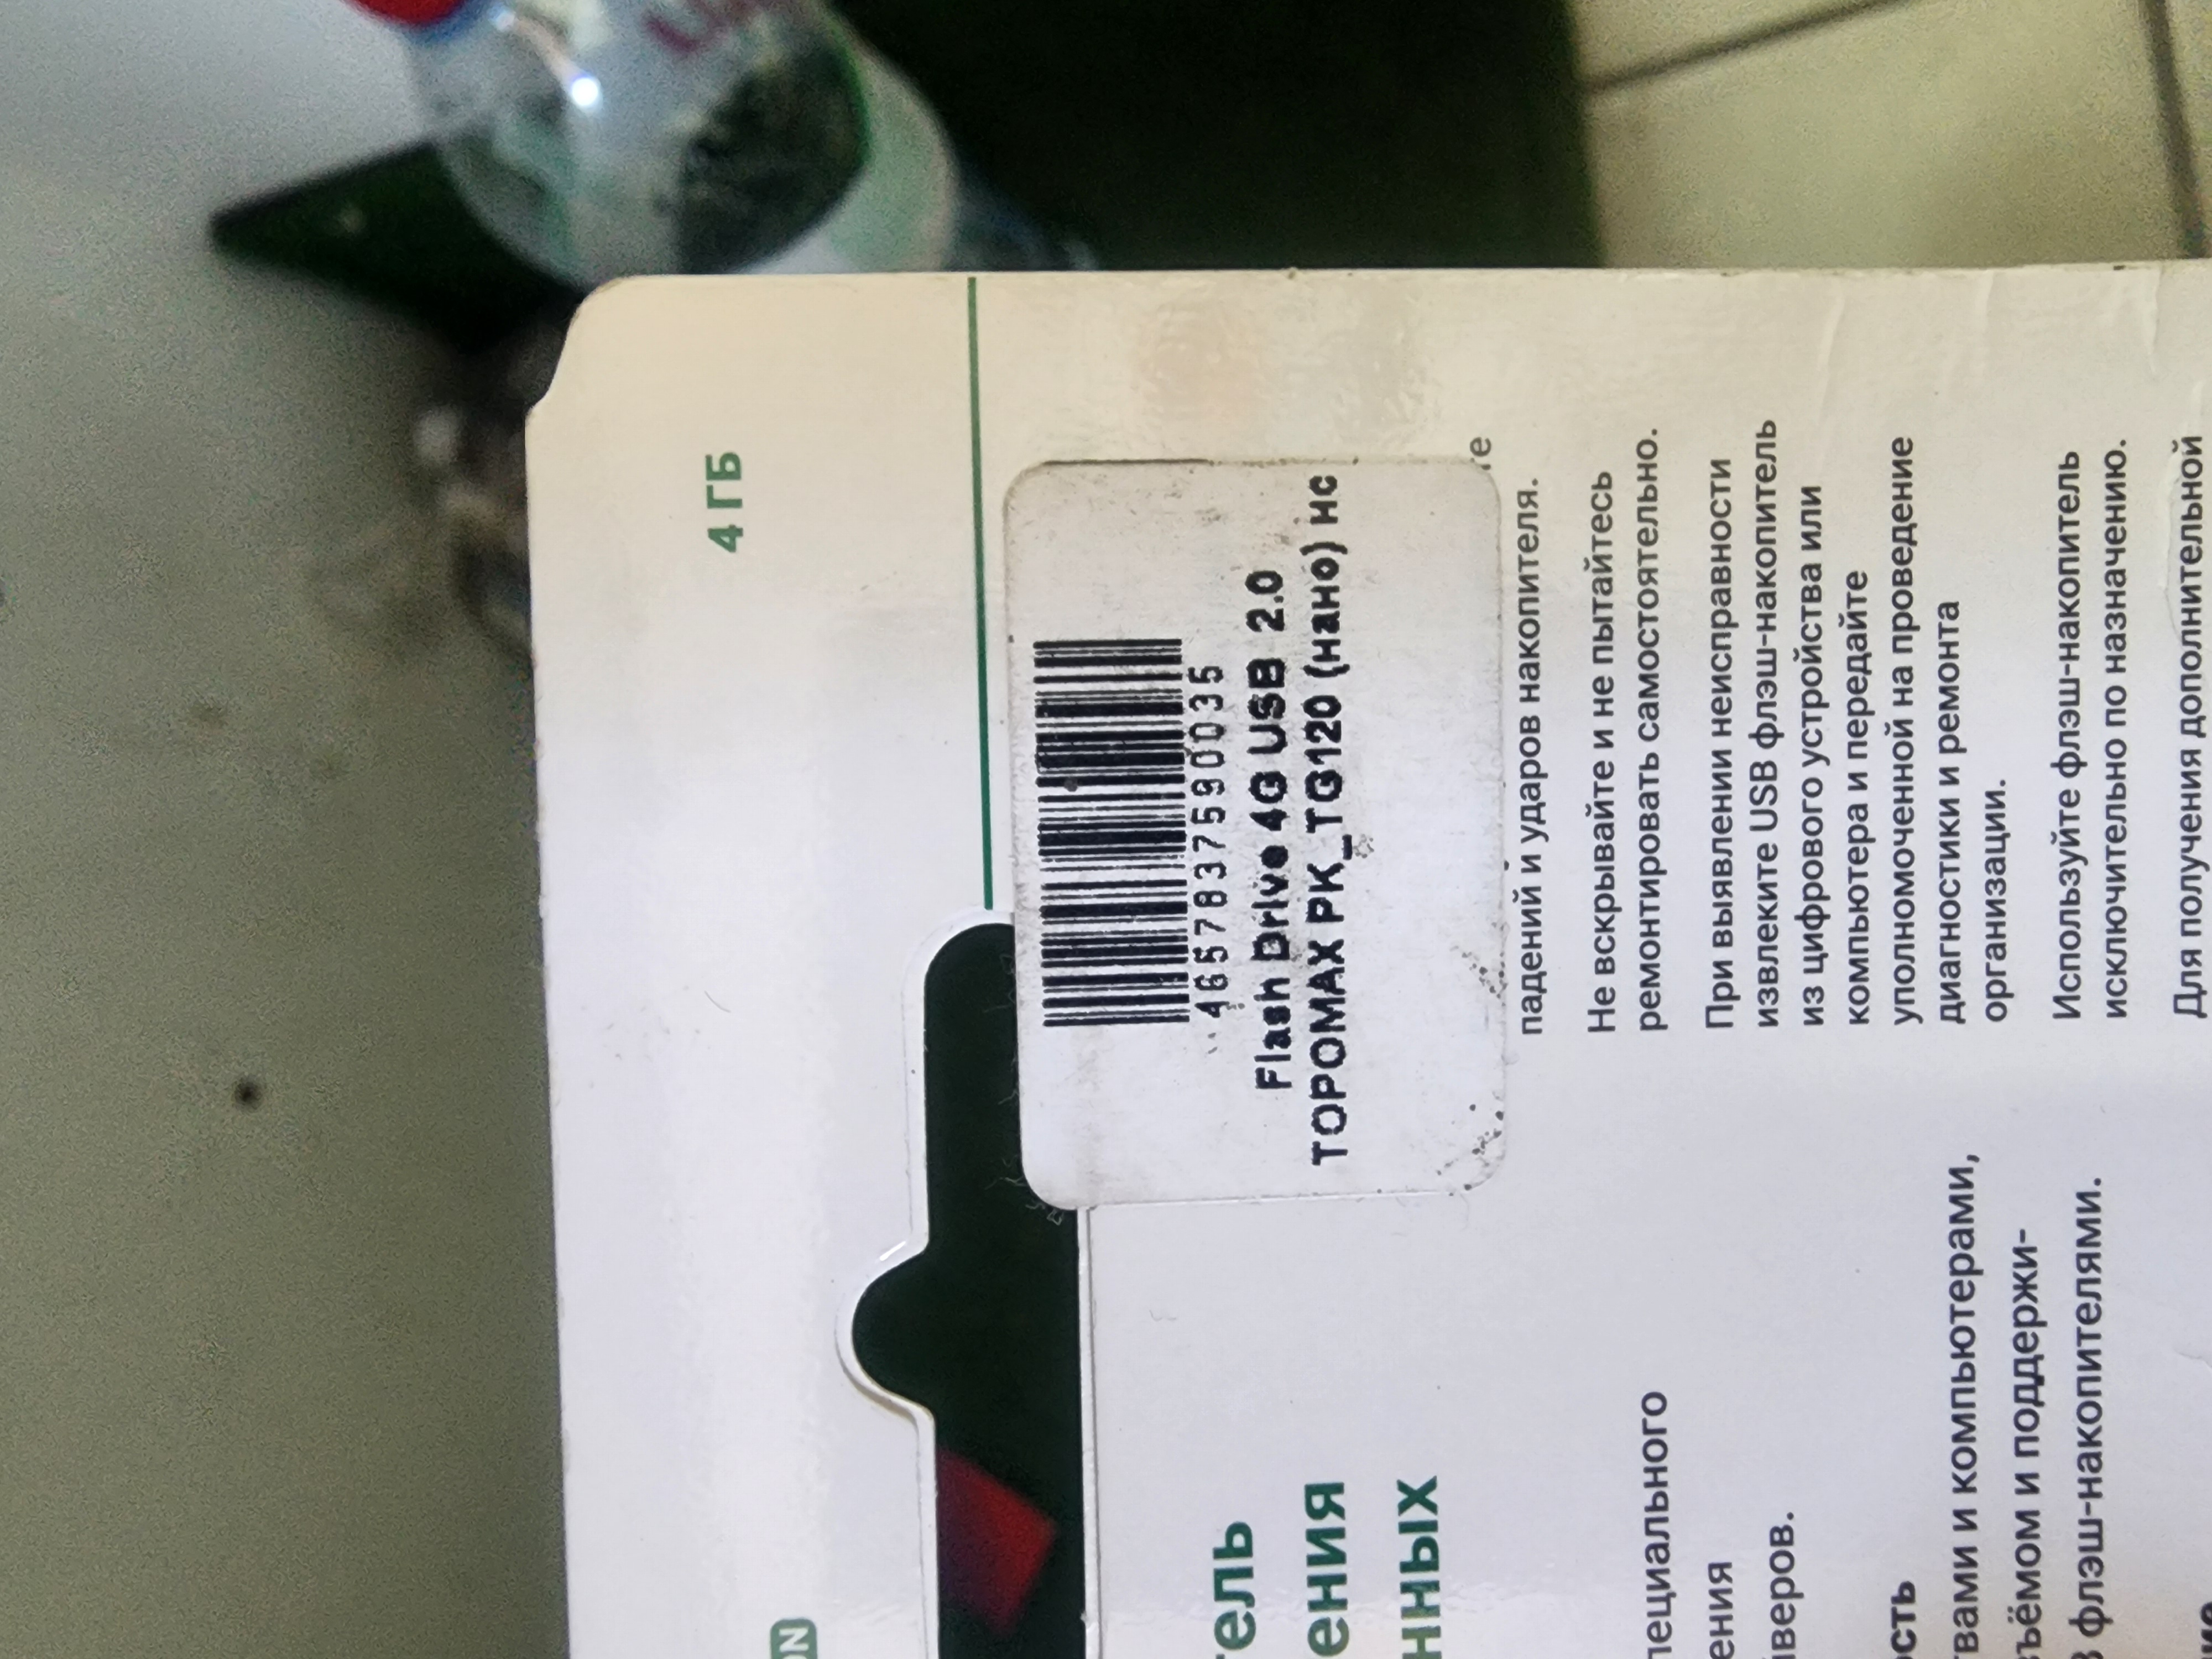 4 ГБ
4657837590035
Flash Drive 4G USB 2.0
ТОРОМАХ PK_TG120 (нано) нс
те
падений и ударов накопителя.
Не вскрывайте и не пытайтесь
ремонтировать самостоятельно.
При выявлении неисправности
извлеките USB флэш-накопитель
из цифрового устройства или
компьютера и передайте
уполномоченной на проведение
диагностики и ремонта
организации.
Используйте флэш-накопитель
исключительно по назначению.
Для получения дополнительной
ON
тель
ения
нных
пециального
ения
йверов.
ость
твами и компьютерами,
зъёмом и поддержи-
В флэш-накопителями.